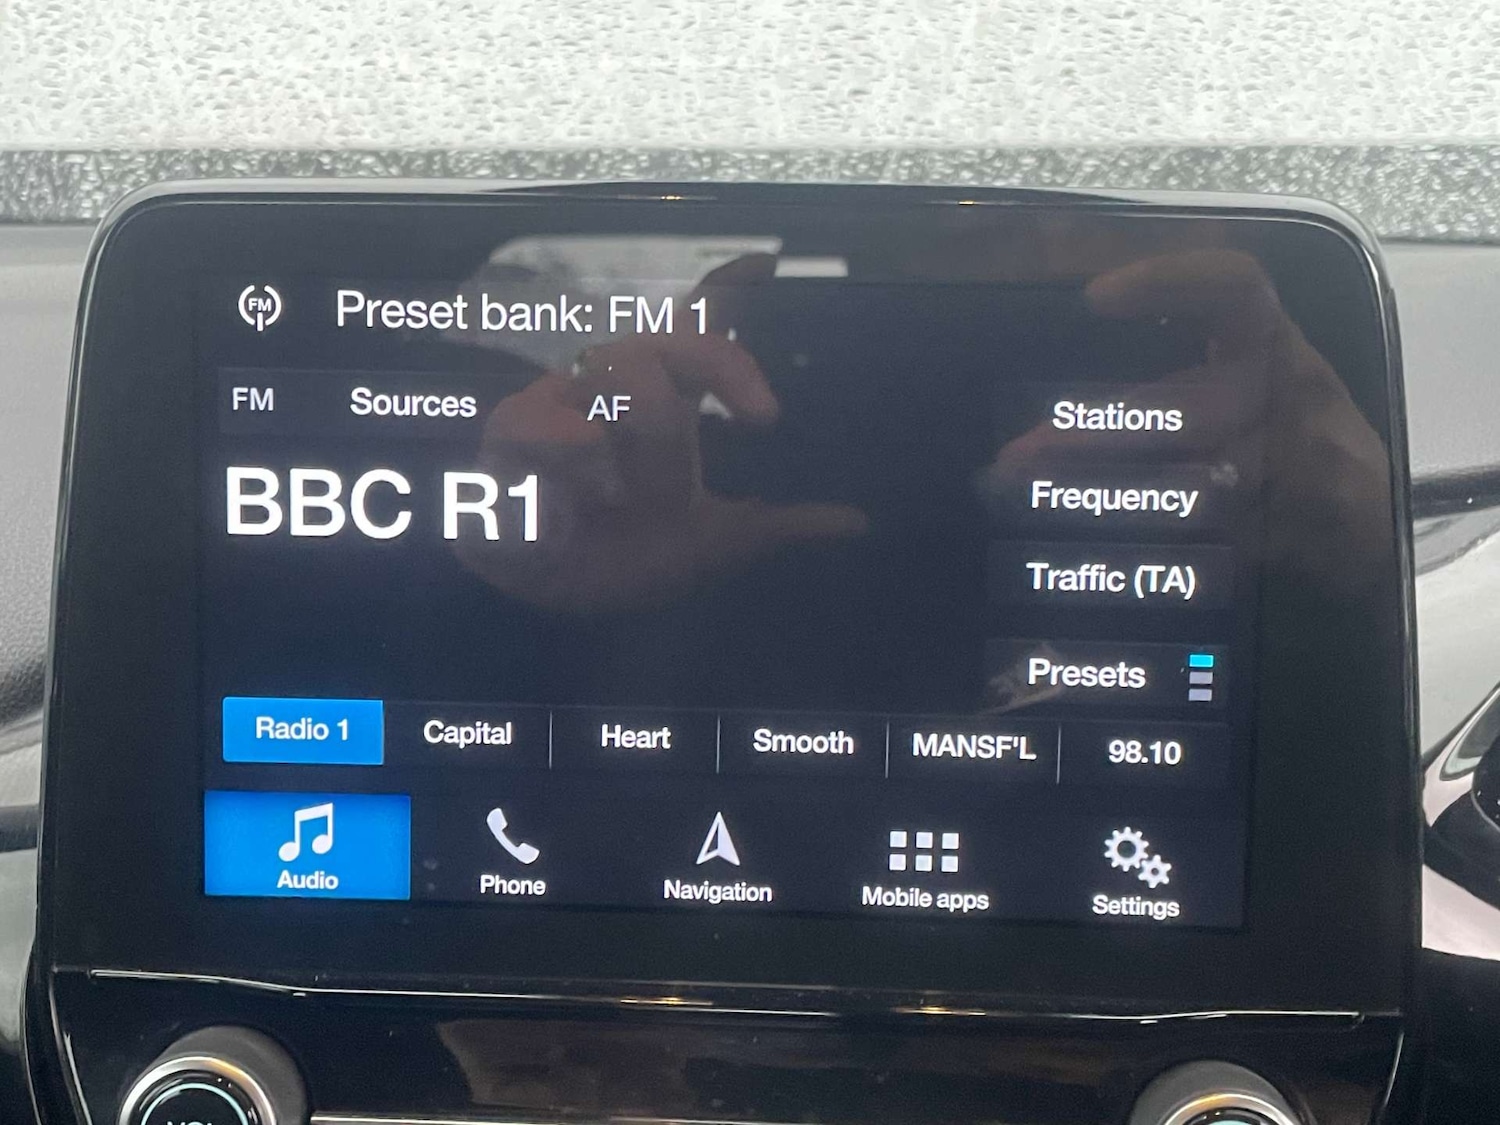 FM Preset bank: FM 1
FM Sources AF Stations
BBC R1
Frequency
Traffic (TA)
Presets
Radio 1 Capital Heart Smooth MANSF'L 98.10
Audio Phone Navigation Mobile apps Settings